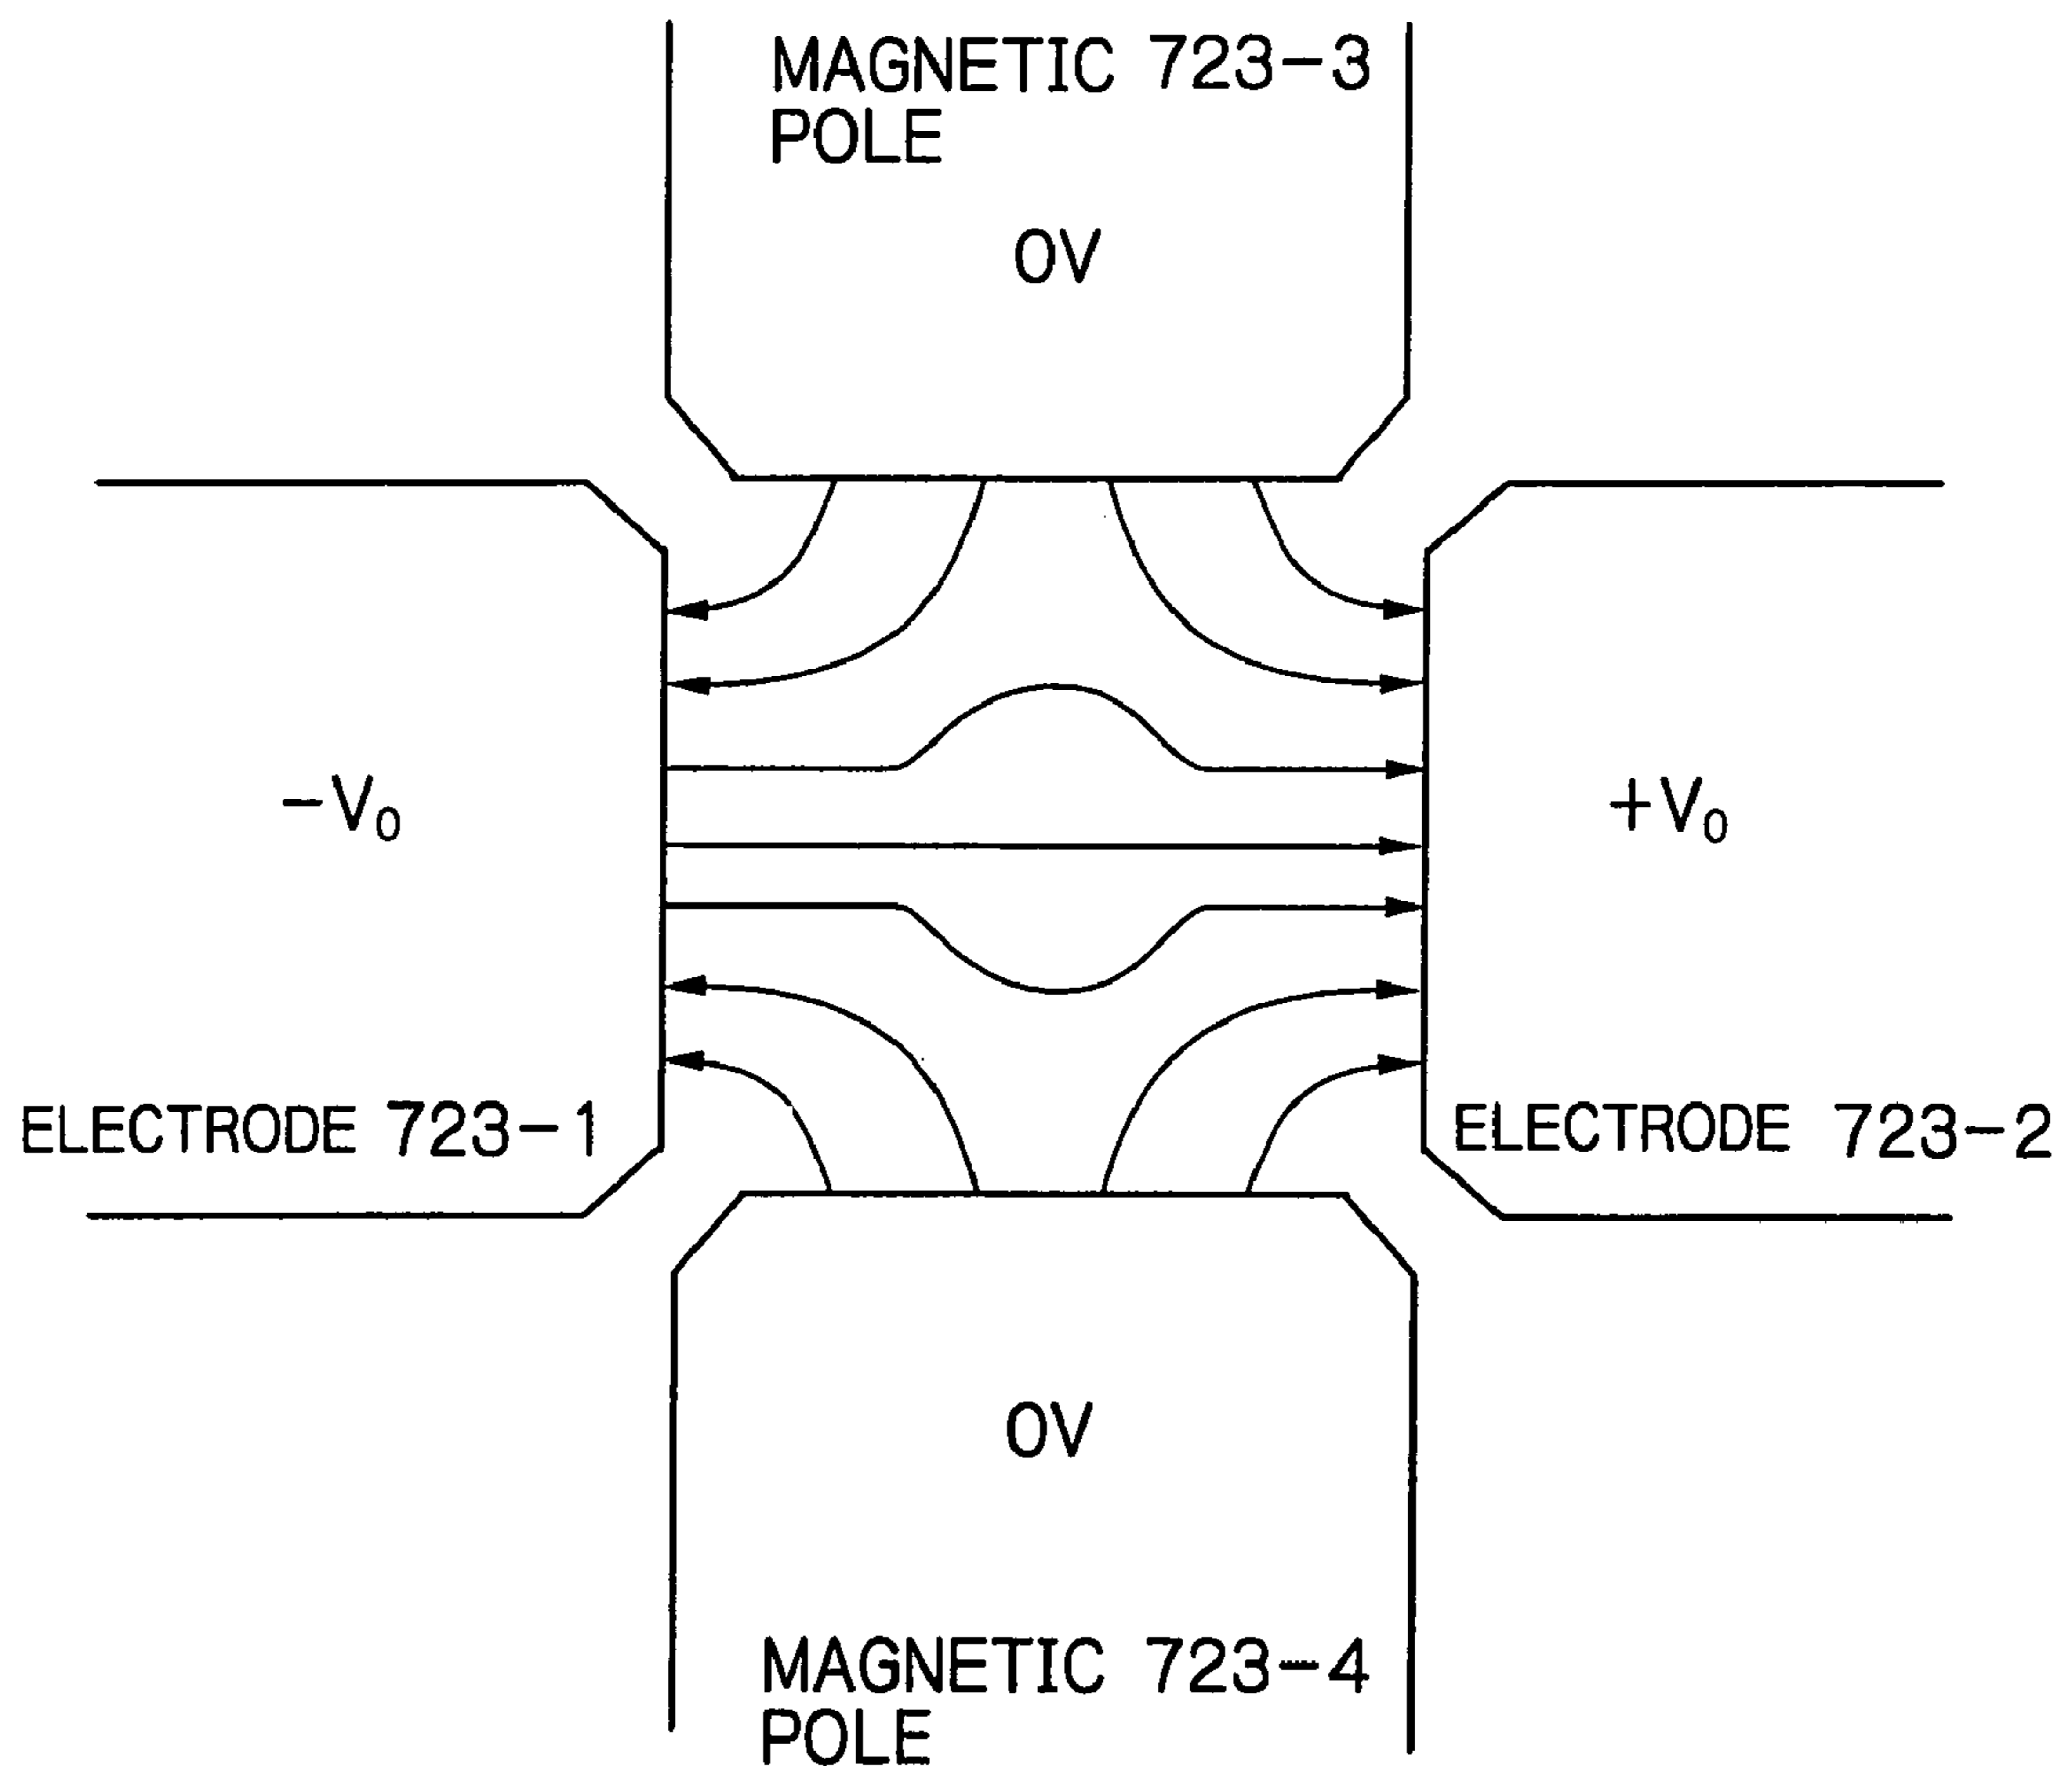 MAGNETIC 723-3
POLE
0V
-V₀
+V₀
ELECTRODE 723-1
ELECTRODE 723-2
0V
MAGNETIC 723-4
POLE